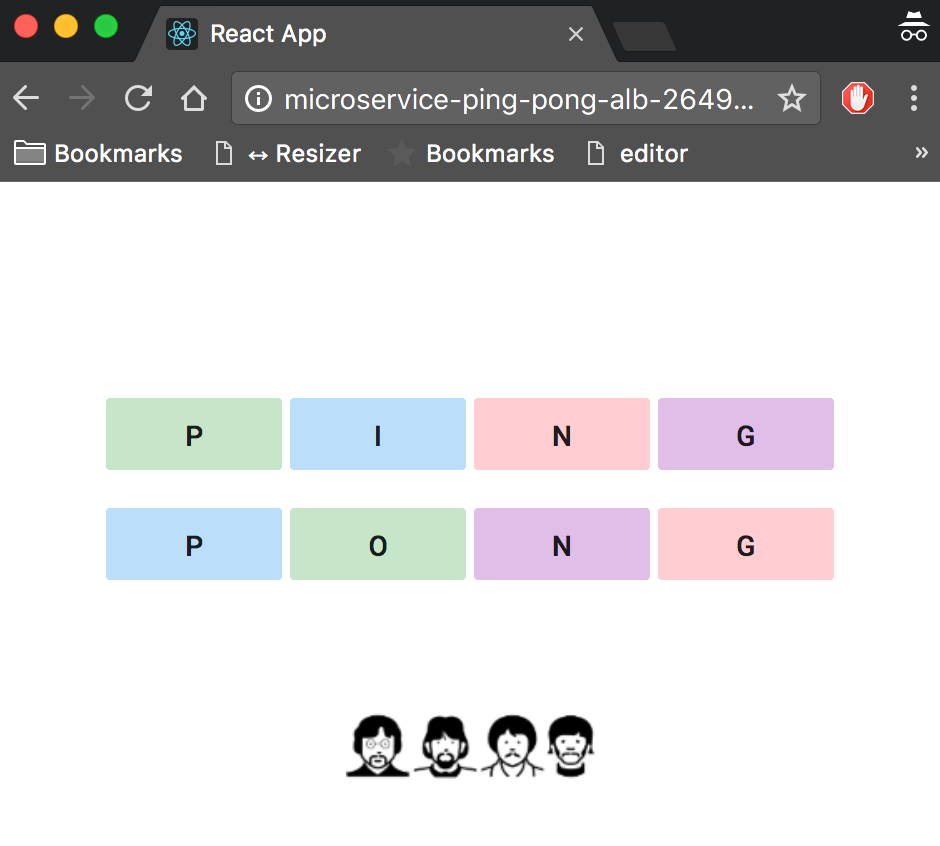 React App
microservice-ping-pong-alb-2649...
Bookmarks ↔ Resizer Bookmarks editor »
P I N G
P O N G